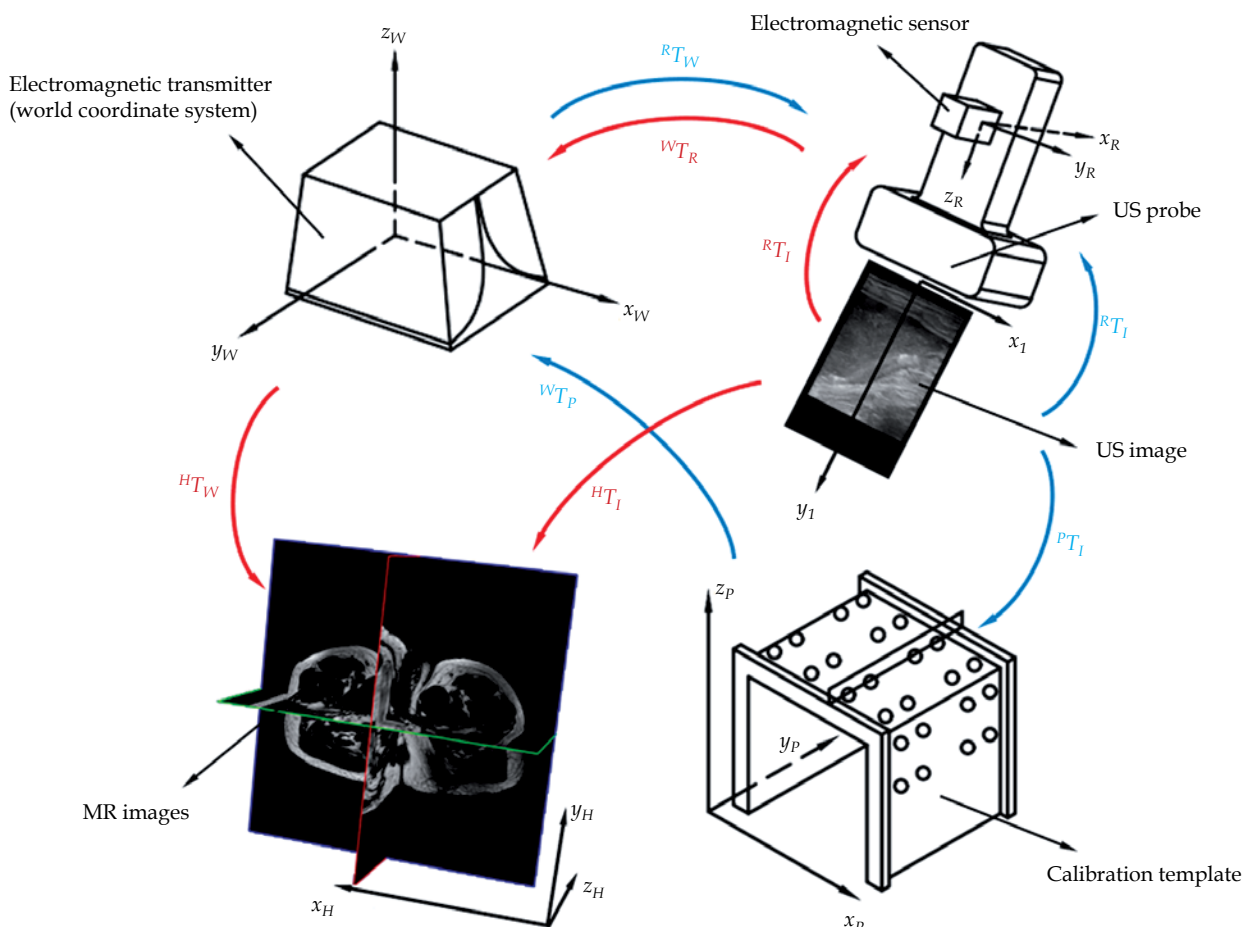 Electromagnetic sensor
z_W
^RT_W
Electromagnetic transmitter
(world coordinate system)
x_R
^WT_R
y_R
z_R
US probe
^RT_I
x_W
x_1
^RT_I
y_W
^WT_P
US image
^HT_W
^HT_I
y_1
^PT_I
z_P
y_P
MR images
y_H
z_H
Calibration template
x_H
x_P